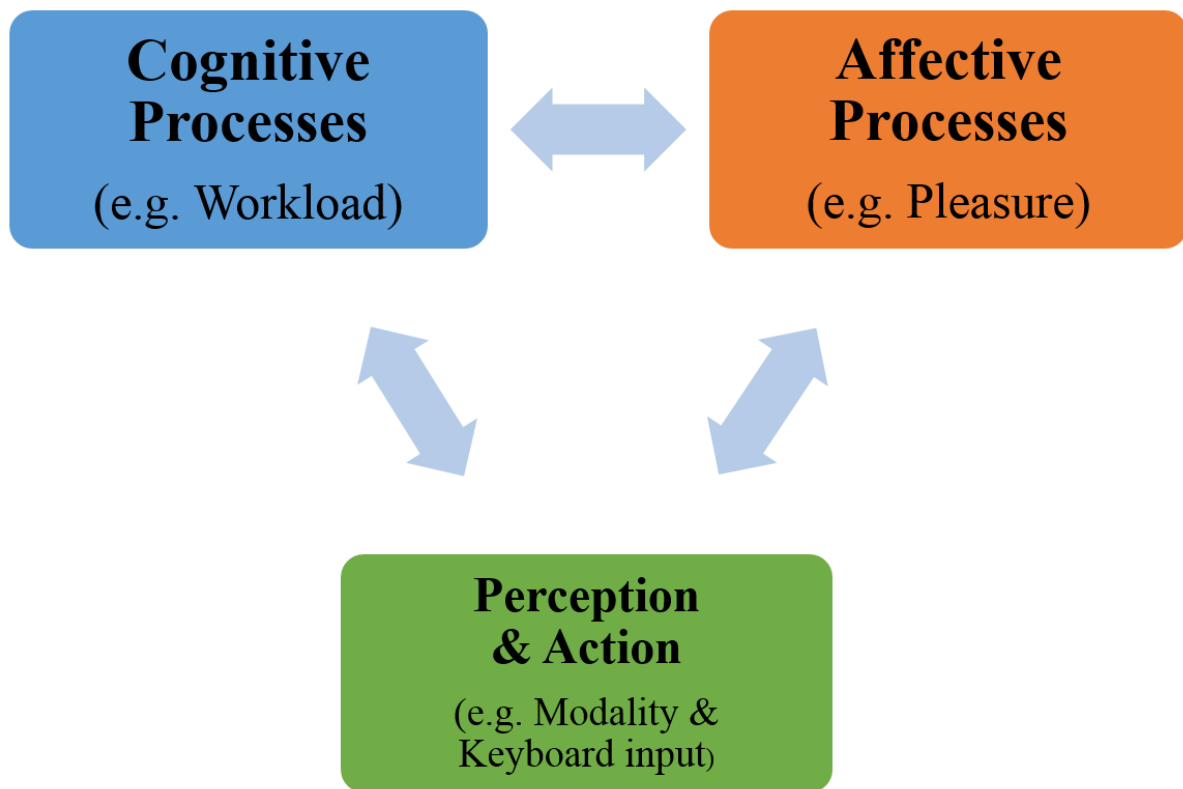 Cognitive
Processes
(e.g. Workload)
Affective
Processes
(e.g. Pleasure)
Perception
& Action
(e.g. Modality &
Keyboard input)